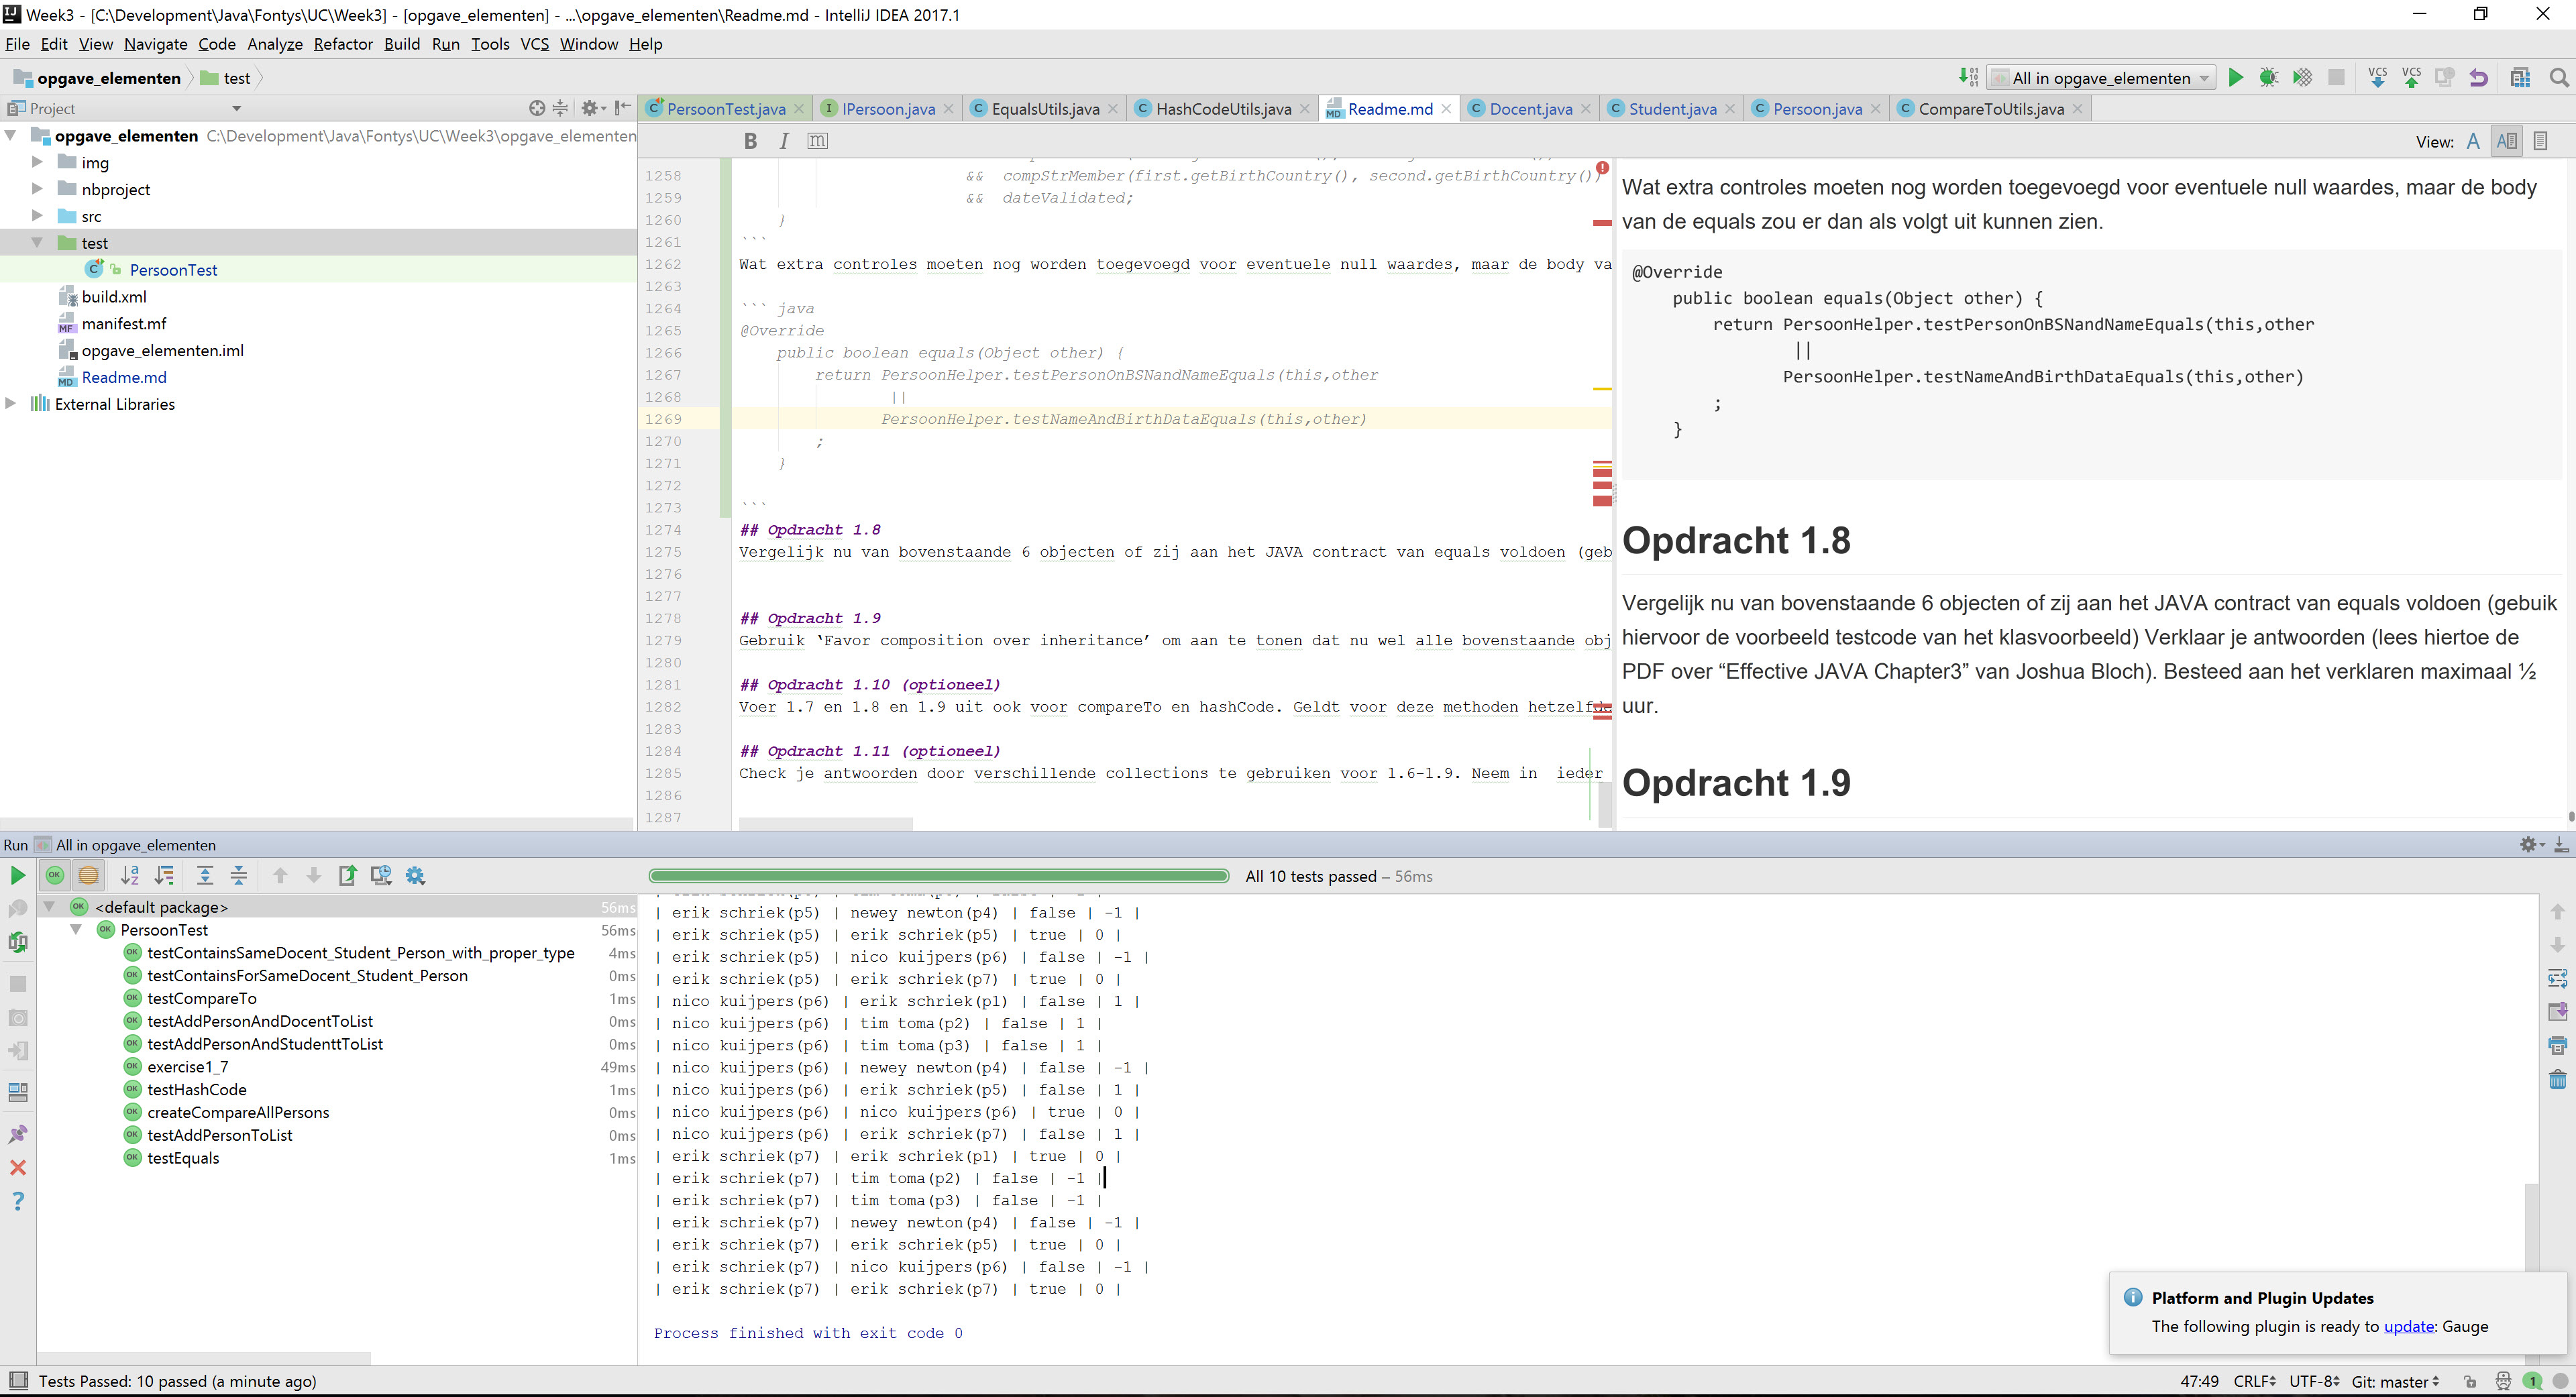 Week3 - [C:\Development\Java\Fontys\UC\Week3] - [opgave_elementen] - ...\opgave_elementen\Readme.md - IntelliJ IDEA 2017.1
File Edit View Navigate Code Analyze Refactor Build Run Tools VCS Window Help
opgave_elementen test
All in opgave_elementen
VCS VCS
Project
PersoonTest.java IPersoon.java EqualsUtils.java HashCodeUtils.java Readme.md Docent.java Student.java Persoon.java CompareToUtils.java
opgave_elementen C:\Development\Java\Fontys\UC\Week3\opgave_elementen
img
nbproject
src
test
PersoonTest
build.xml
manifest.mf
opgave_elementen.iml
Readme.md
External Libraries
B I m
View: A
1258 && compStrMember(first.getBirthCountry(), second.getBirthCountry())
1259 && dateValidated;
1260 }
1261 ```
1262 Wat extra controles moeten nog worden toegevoegd voor eventuele null waardes, maar de body va
1263
1264 ``` java
1265 @Override
1266 public boolean equals(Object other) {
1267 return PersoonHelper.testPersonOnBSNandNameEquals(this,other
1268 ||
1269 PersoonHelper.testNameAndBirthDataEquals(this,other)
1270 ;
1271 }
1272
1273 ```
1274 ## Opdracht 1.8
1275 Vergelijk nu van bovenstaande 6 objecten of zij aan het JAVA contract van equals voldoen (geb
1276
1277
1278 ## Opdracht 1.9
1279 Gebruik ‘Favor composition over inheritance’ om aan te tonen dat nu wel alle bovenstaande obj
1280
1281 ## Opdracht 1.10 (optioneel)
1282 Voer 1.7 en 1.8 en 1.9 uit ook voor compareTo en hashCode. Geldt voor deze methoden hetzelfde
1283
1284 ## Opdracht 1.11 (optioneel)
1285 Check je antwoorden door verschillende collections te gebruiken voor 1.6-1.9. Neem in ieder
1286
1287
Wat extra controles moeten nog worden toegevoegd voor eventuele null waardes, maar de body
van de equals zou er dan als volgt uit kunnen zien.
@Override
public boolean equals(Object other) {
return PersoonHelper.testPersonOnBSNandNameEquals(this,other
||
PersoonHelper.testNameAndBirthDataEquals(this,other)
;
}
Opdracht 1.8
Vergelijk nu van bovenstaande 6 objecten of zij aan het JAVA contract van equals voldoen (gebuik
hiervoor de voorbeeld testcode van het klasvoorbeeld) Verklaar je antwoorden (lees hiertoe de
PDF over “Effective JAVA Chapter3” van Joshua Bloch). Besteed aan het verklaren maximaal ½
uur.
Opdracht 1.9
Run All in opgave_elementen
All 10 tests passed – 56ms
<default package> 56ms
PersoonTest 56ms
testContainsSameDocent_Student_Person_with_proper_type 4ms
testContainsForSameDocent_Student_Person 0ms
testCompareTo 1ms
testAddPersonAndDocentToList 0ms
testAddPersonAndStudenttToList 0ms
exercise1_7 49ms
testHashCode 1ms
createCompareAllPersons 0ms
testAddPersonToList 0ms
testEquals 1ms
| erik schriek(p5) | newey newton(p4) | false | -1 |
| erik schriek(p5) | erik schriek(p5) | true | 0 |
| erik schriek(p5) | nico kuijpers(p6) | false | -1 |
| erik schriek(p5) | erik schriek(p7) | true | 0 |
| nico kuijpers(p6) | erik schriek(p1) | false | 1 |
| nico kuijpers(p6) | tim toma(p2) | false | 1 |
| nico kuijpers(p6) | tim toma(p3) | false | 1 |
| nico kuijpers(p6) | newey newton(p4) | false | -1 |
| nico kuijpers(p6) | erik schriek(p5) | false | 1 |
| nico kuijpers(p6) | nico kuijpers(p6) | true | 0 |
| nico kuijpers(p6) | erik schriek(p7) | false | 1 |
| erik schriek(p7) | erik schriek(p1) | true | 0 |
| erik schriek(p7) | tim toma(p2) | false | -1 |
| erik schriek(p7) | tim toma(p3) | false | -1 |
| erik schriek(p7) | newey newton(p4) | false | -1 |
| erik schriek(p7) | erik schriek(p5) | true | 0 |
| erik schriek(p7) | nico kuijpers(p6) | false | -1 |
| erik schriek(p7) | erik schriek(p7) | true | 0 |
Process finished with exit code 0
Platform and Plugin Updates
The following plugin is ready to update: Gauge
Tests Passed: 10 passed (a minute ago)
47:49 CRLF UTF-8 Git: master 1